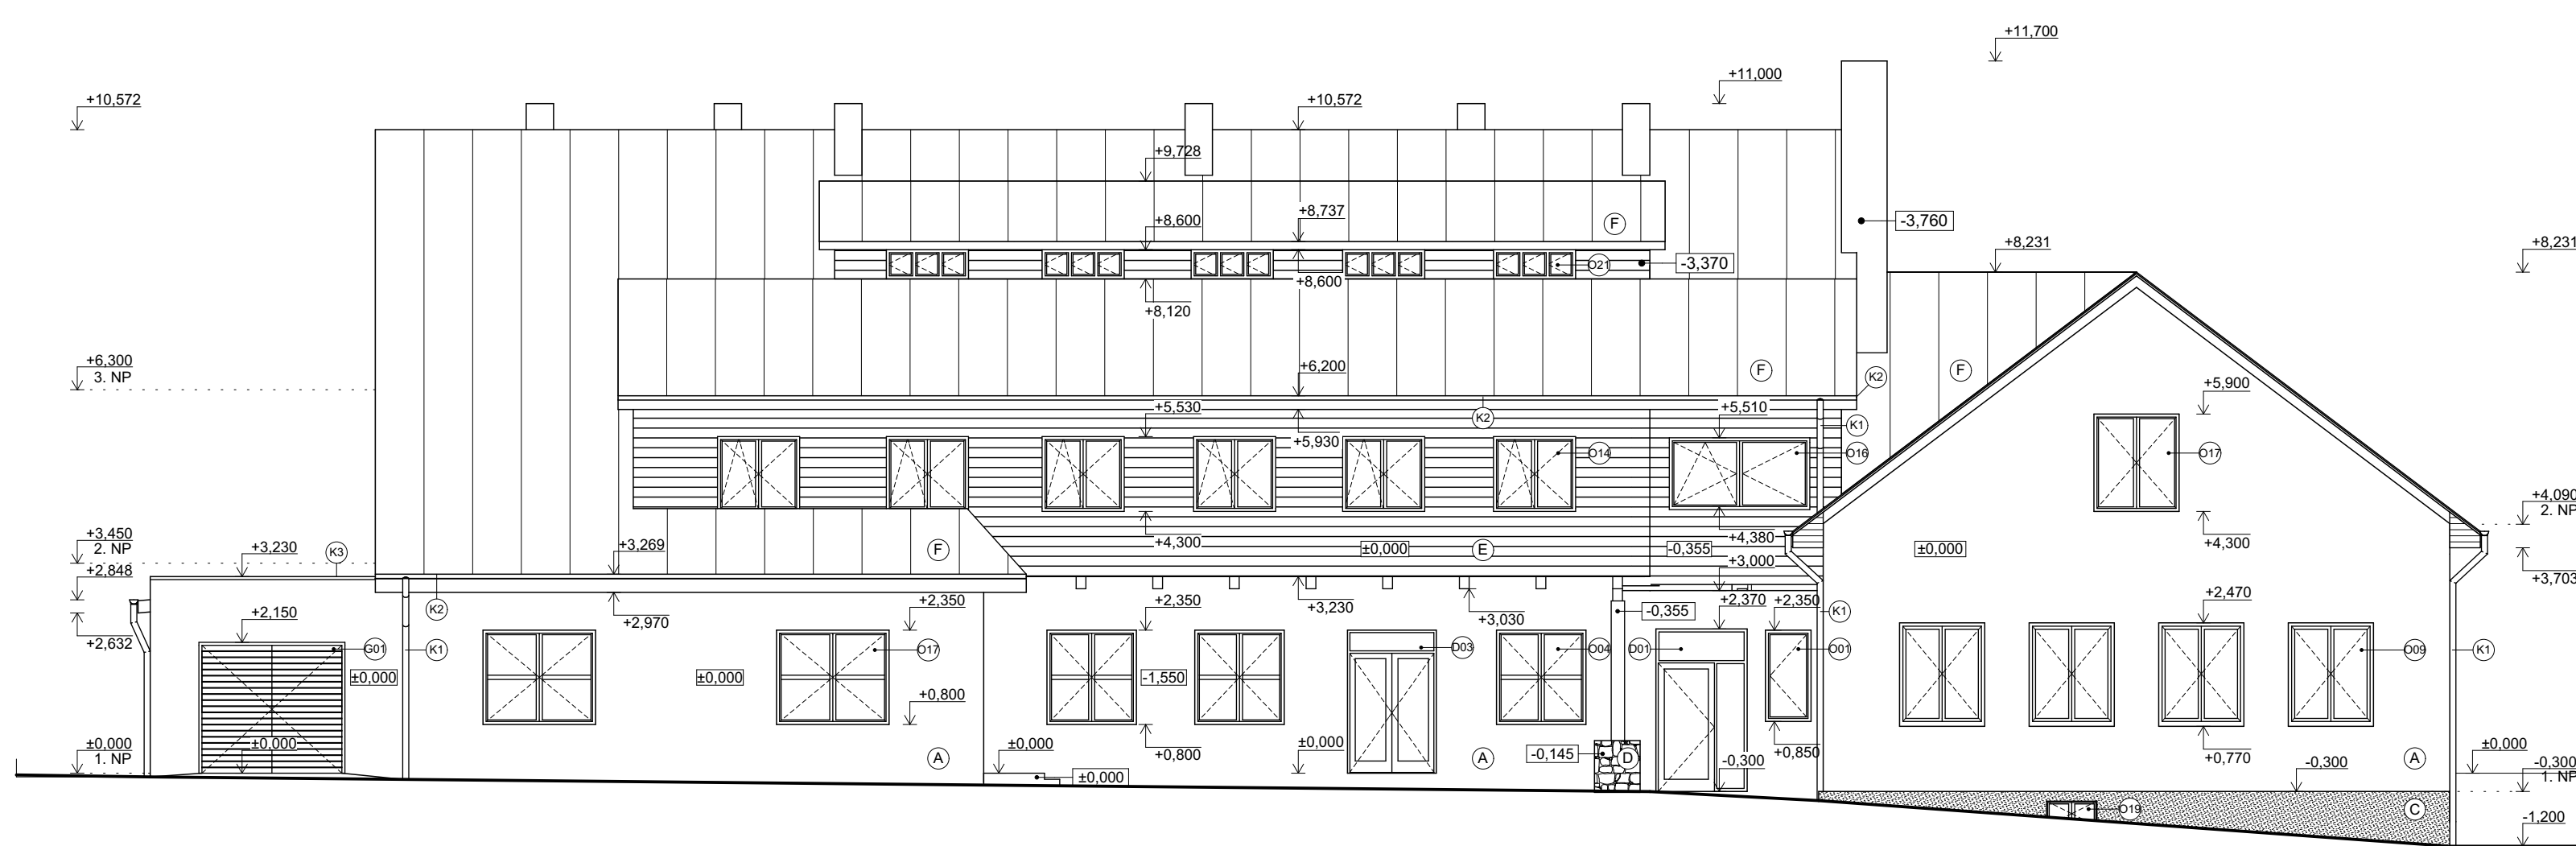 +11,700
+11,000
+10,572
+10,572
+9,728
+8,737
+8,600
F
-3,760
+8,231
+8,231
O21
-3,370
+8,600
+8,120
+6,300
3. NP
+6,200
F
K2
F
+5,900
+5,530
+5,510
K2
K1
+5,930
O14
O16
O17
+4,090
2. NP
+3,450
2. NP
+3,230
K3
+3,269
F
+4,300
±0,000
E
-0,355
+4,380
±0,000
+4,300
+2,848
+3,000
+3,703
+2,150
K2
+2,970
+2,350
+2,350
+3,230
+3,030
-0,355
+2,370
+2,350
K1
+2,470
+2,632
G01
K1
O17
D03
O04
D01
O01
O09
K1
±0,000
±0,000
-1,550
+0,800
±0,000
1. NP
±0,000
A
±0,000
+0,800
±0,000
A
-0,145
D
-0,300
+0,850
+0,770
-0,300
A
±0,000
-0,300
1. NP
±0,000
O19
C
-1,200